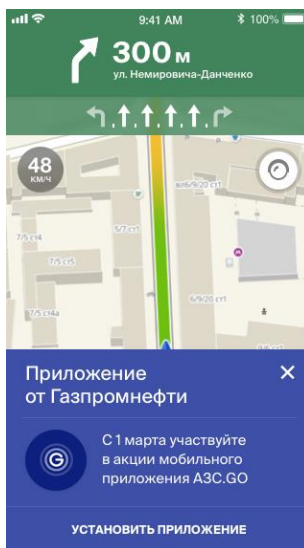 9:41 AM 100%
300 м
ул. Немировича-Данченко
48
км/ч
вл6/9/20 ст1
5/7 ст1
7/5 ст4
7/5 ст5
6/9/20 ст1
7/5 ст4а
Приложение
от Газпромнефти
G
С 1 марта участвуйте
в акции мобильного
приложения АЗС.GO
УСТАНОВИТЬ ПРИЛОЖЕНИЕ